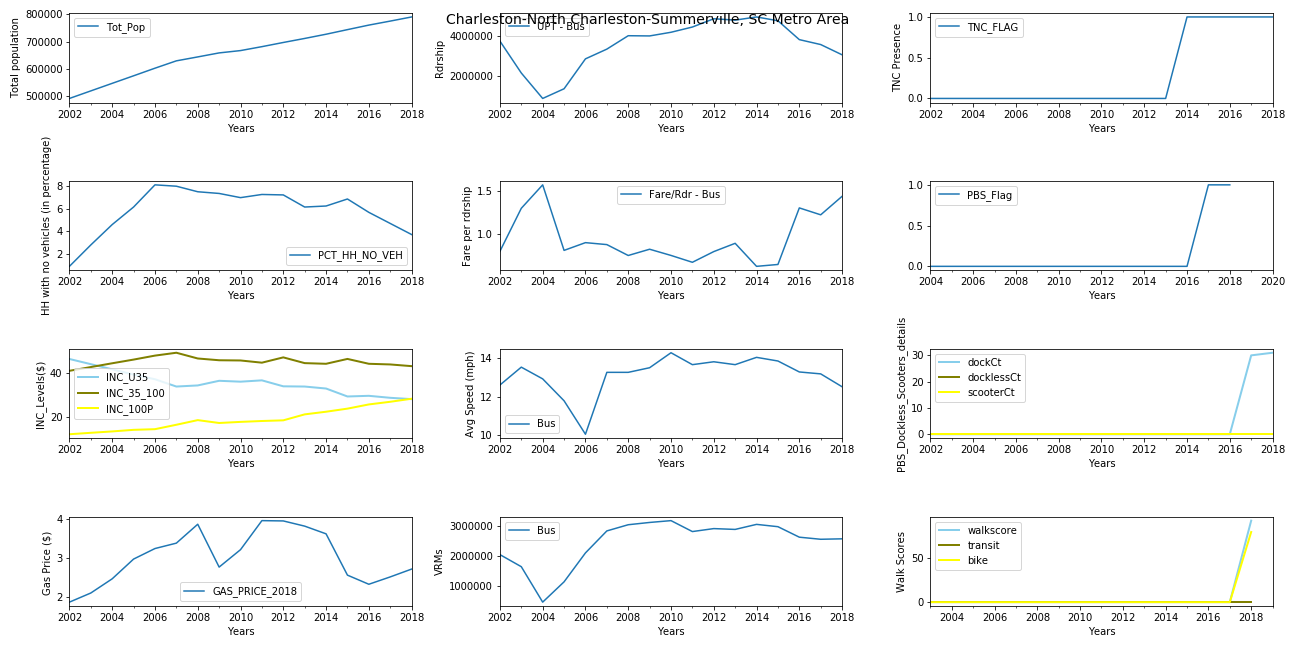 Charleston-North Charleston-Summerville, SC Metro Area
Total population
800000
700000
600000
500000
Tot_Pop
2002 2004 2006 2008 2010 2012 2014 2016 2018
Years
Rdrship
4000000
2000000
UPT - Bus
2002 2004 2006 2008 2010 2012 2014 2016 2018
Years
TNC Presence
1.0
0.5
0.0
TNC_FLAG
2002 2004 2006 2008 2010 2012 2014 2016 2018
Years
HH with no vehicles (in percentage)
8
6
4
2
PCT_HH_NO_VEH
2002 2004 2006 2008 2010 2012 2014 2016 2018
Years
Fare per rdrship
1.5
1.0
Fare/Rdr - Bus
2002 2004 2006 2008 2010 2012 2014 2016 2018
Years
1.0
0.5
0.0
PBS_Flag
2002 2004 2006 2008 2010 2012 2014 2016 2018 2020
Years
INC_Levels($)
40
20
INC_U35
INC_35_100
INC_100P
2002 2004 2006 2008 2010 2012 2014 2016 2018
Years
Avg Speed (mph)
14
12
10
Bus
2002 2004 2006 2008 2010 2012 2014 2016 2018
Years
PBS_Dockless_Scooters_details
30
20
10
0
dockCt
docklessCt
scooterCt
2002 2004 2006 2008 2010 2012 2014 2016 2018
Years
Gas Price ($)
4
3
2
GAS_PRICE_2018
2002 2004 2006 2008 2010 2012 2014 2016 2018
Years
VRMs
3000000
2000000
1000000
Bus
2002 2004 2006 2008 2010 2012 2014 2016 2018
Years
Walk Scores
50
0
walkscore
transit
bike
2004 2006 2008 2010 2012 2014 2016 2018
Years